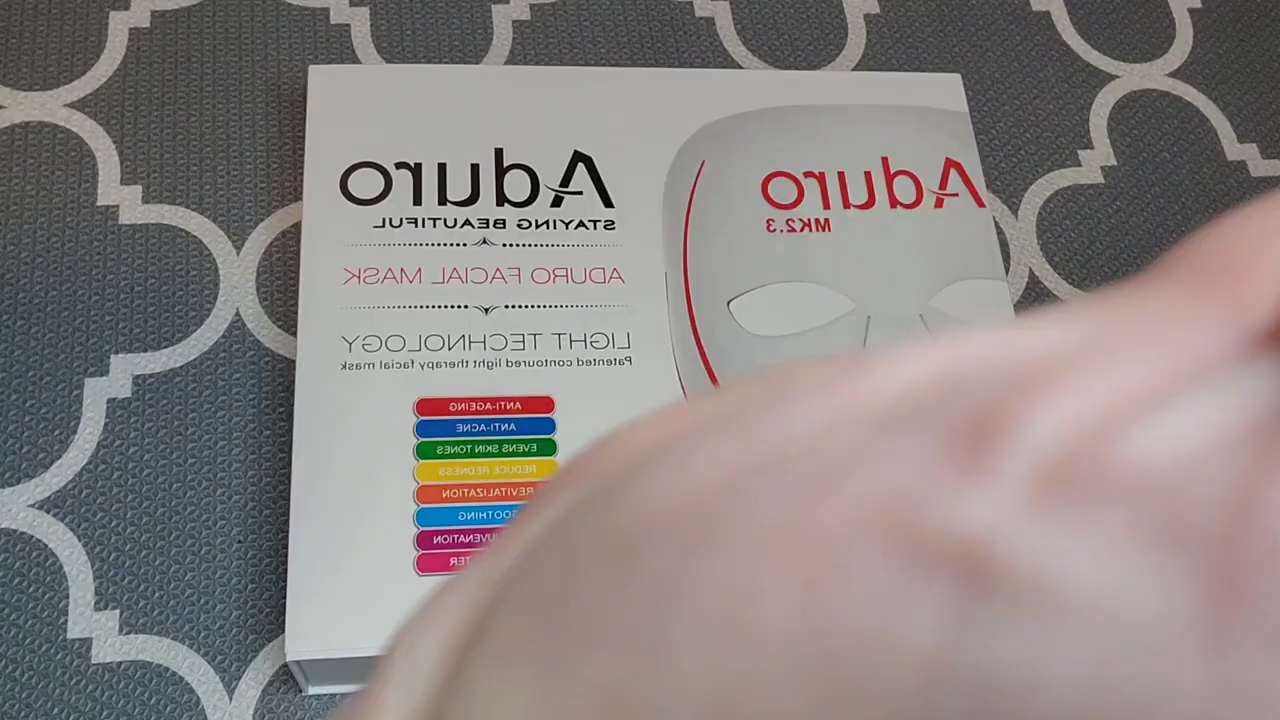 Aduro
STAYING BEAUTIFUL
ADURO FACIAL MASK
LIGHT TECHNOLOGY
Patented contoured light therapy facial mask
ANTI-AGEING
ANTI-ACNE
EVENS SKIN TONES
REDUCE REDNESS
REVITALIZATION
Aduro
MK2.3